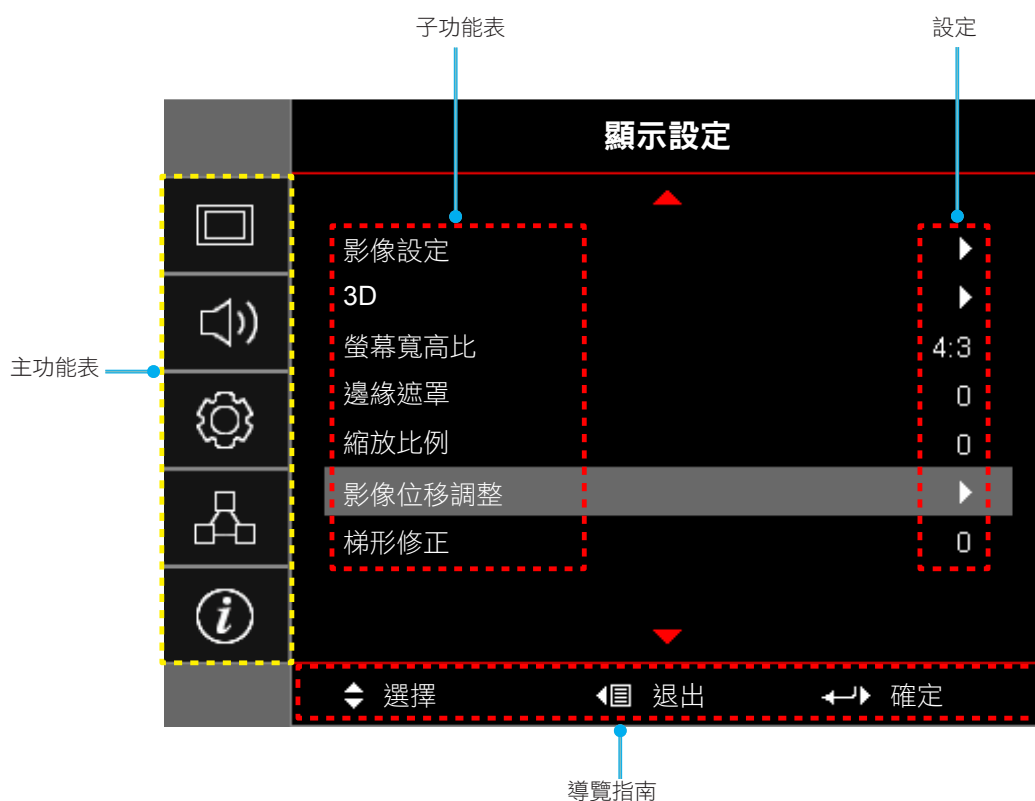 子功能表
設定
顯示設定
影像設定
3D
螢幕寬高比 4:3
邊緣遮罩 0
縮放比例 0
影像位移調整
梯形修正 0
主功能表
選擇 退出 確定
導覽指南